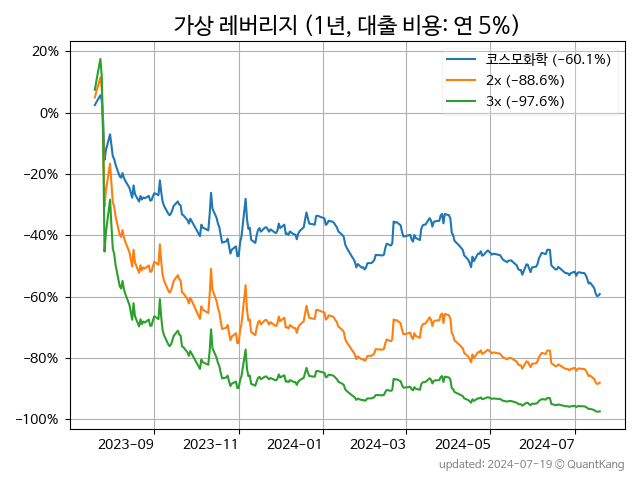 가상 레버리지 (1년, 대출 비용: 연 5%)
코스모화학 (−60.1%)
2x (−88.6%)
3x (−97.6%)
20%
0%
−20%
−40%
−60%
−80%
−100%
2023-09
2023-11
2024-01
2024-03
2024-05
2024-07
updated: 2024-07-19 © QuantKang